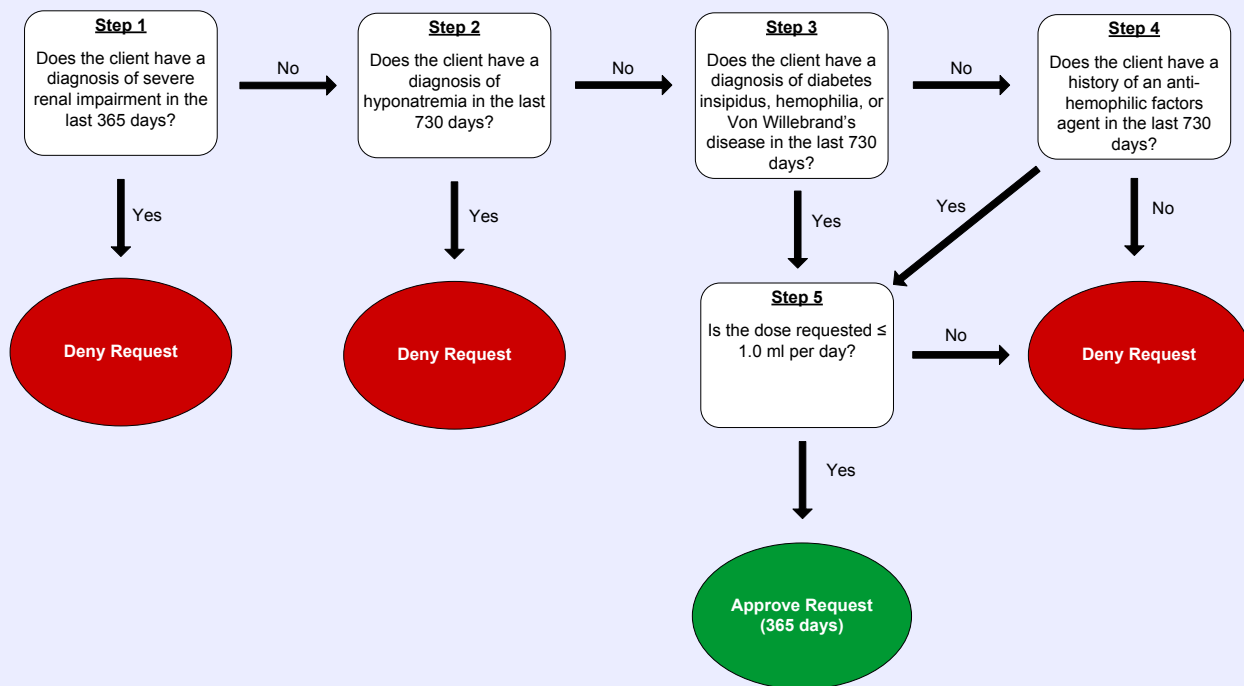 Step 1
Does the client have a
diagnosis of severe
renal impairment in the
last 365 days?
No
Step 2
Does the client have a
diagnosis of
hyponatremia in the last
730 days?
No
Step 3
Does the client have a
diagnosis of diabetes
insipidus, hemophilia, or
Von Willebrand’s
disease in the last 730
days?
No
Step 4
Does the client have a
history of an anti-
hemophilic factors
agent in the last 730
days?
Yes
Yes
Yes
Yes
No
Deny Request
Deny Request
Step 5
Is the dose requested ≤
1.0 ml per day?
No
Deny Request
Yes
Approve Request
(365 days)